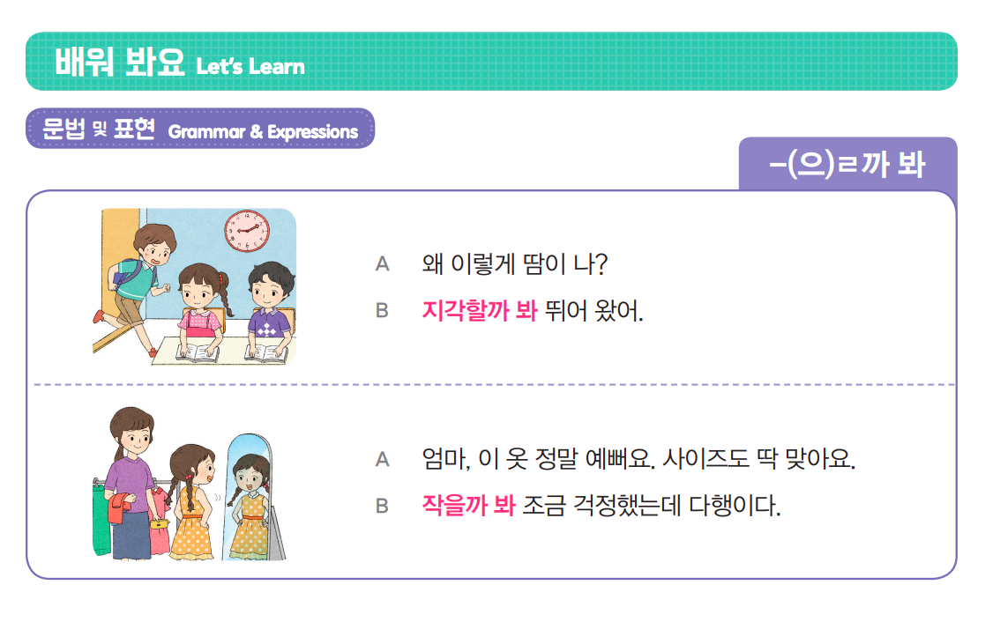 배워 봐요 Let's Learn
문법 및 표현 Grammar & Expressions
-(으)ㄹ까 봐
A 왜 이렇게 땀이 나?
B 지각할까 봐 뛰어 왔어.
A 엄마, 이 옷 정말 예뻐요. 사이즈도 딱 맞아요.
B 작을까 봐 조금 걱정했는데 다행이다.